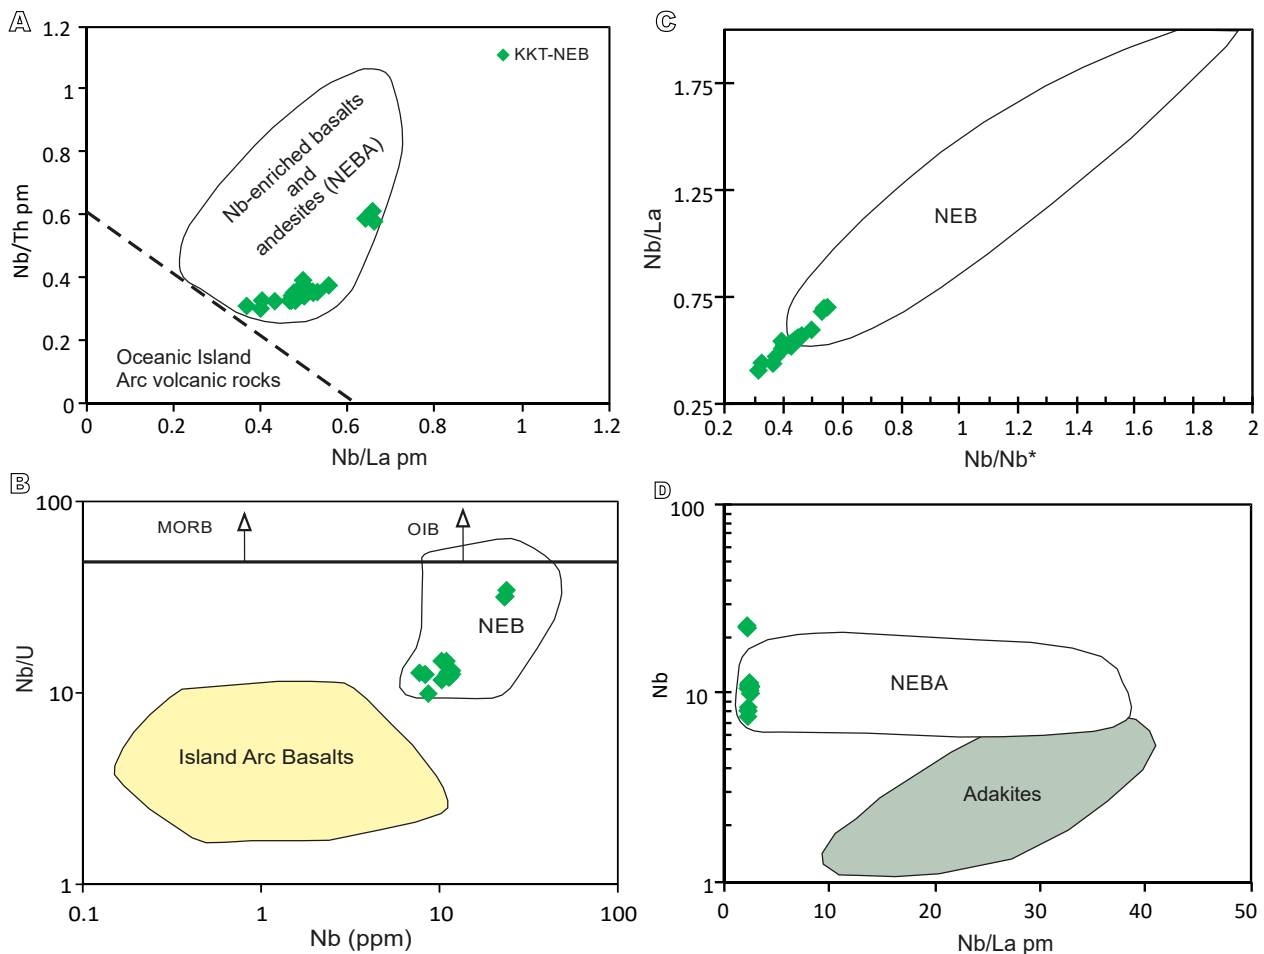 A
1.2
1
0.8
0.6
0.4
0.2
0
0
0.2
0.4
0.6
0.8
1
1.2
Nb/Th pm
Nb/La pm
KKT-NEB
Nb-enriched basalts
and
andesites (NEBA)
Oceanic Island
Arc volcanic rocks
C
1.75
1.25
0.75
0.25
0.2
0.4
0.6
0.8
1
1.2
1.4
1.6
1.8
2
Nb/La
Nb/Nb*
NEB
B
100
10
1
0.1
1
10
100
Nb/U
Nb (ppm)
MORB
OIB
NEB
Island Arc Basalts
D
100
10
1
0
10
20
30
40
50
Nb
Nb/La pm
NEBA
Adakites